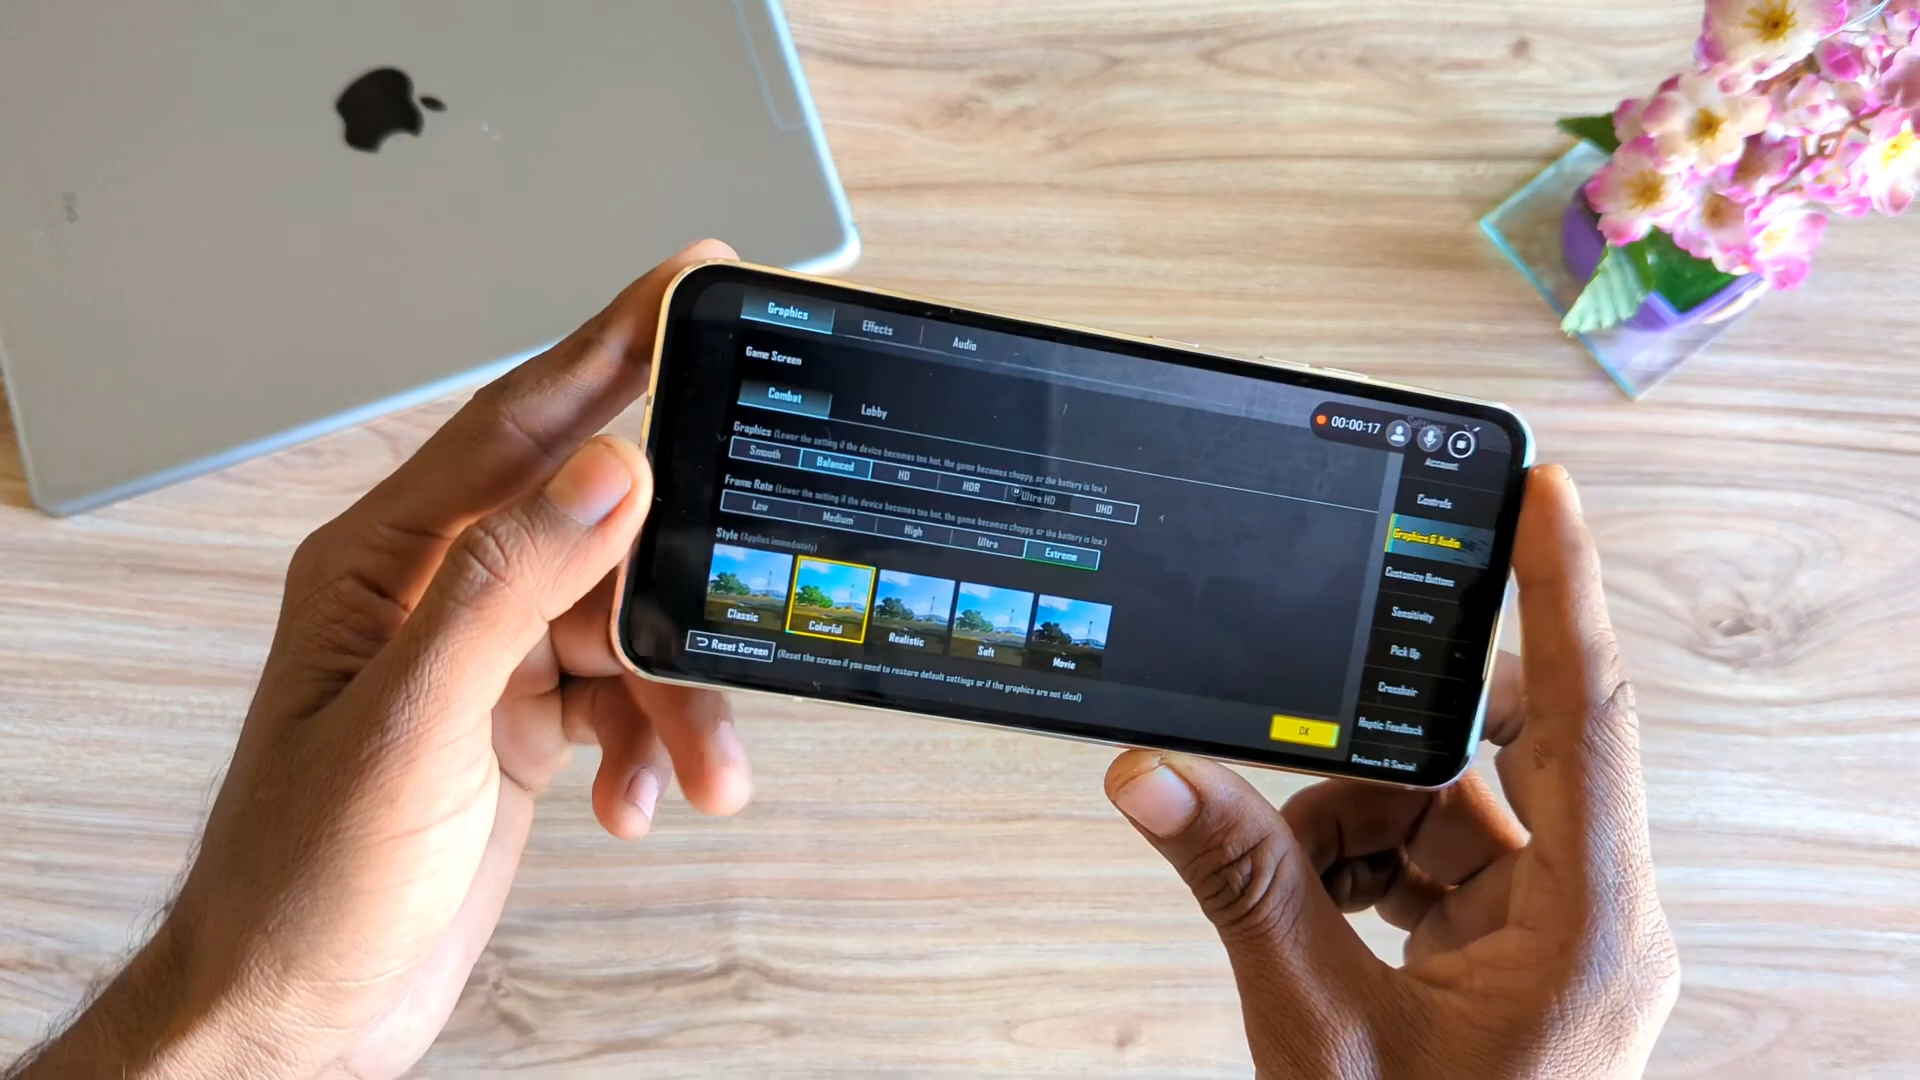 Graphics Effects Audio
Game Screen
Combat Lobby
00:00:17
Graphics (Lower the setting if the device becomes too hot, the game becomes choppy, or the battery is low.)
Smooth Balanced HD HDR Ultra HD UHD
Frame Rate (Lower the setting if the device becomes too hot, the game becomes choppy, or the battery is low.)
Low Medium High Ultra Extreme
Style (Applies immediately)
Classic Colorful Realistic Soft Movie
Reset Screen (Reset the screen if you need to restore default settings or if the graphics are not ideal)
OK
Account
Controls
Graphics & Audio
Customize Buttons
Sensitivity
Pick Up
Crosshair
Haptic Feedback
Privacy & Social